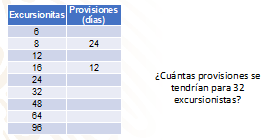 Excursionitas Provisiones (días)
6
8 24
12
16 12
24
32
48
64
96
¿Cuántas provisiones se
tendrían para 32
excursionistas?